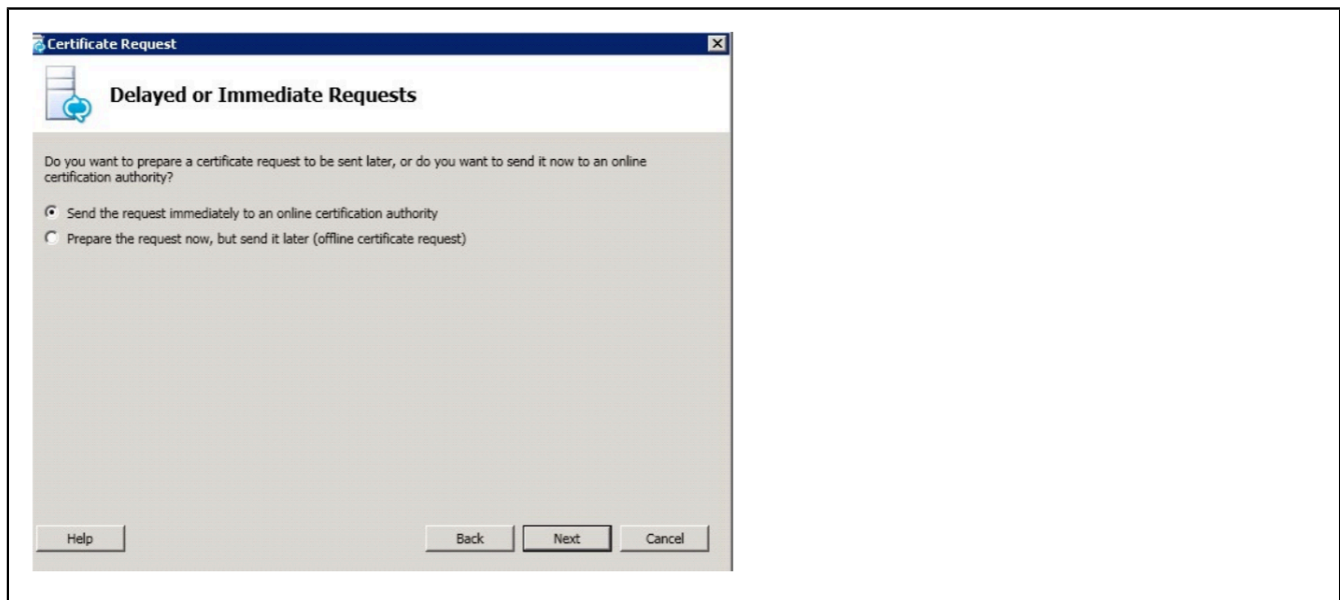 Certificate Request
Delayed or Immediate Requests
Do you want to prepare a certificate request to be sent later, or do you want to send it now to an online
certification authority?
Send the request immediately to an online certification authority
Prepare the request now, but send it later (offline certificate request)
Help Back Next Cancel